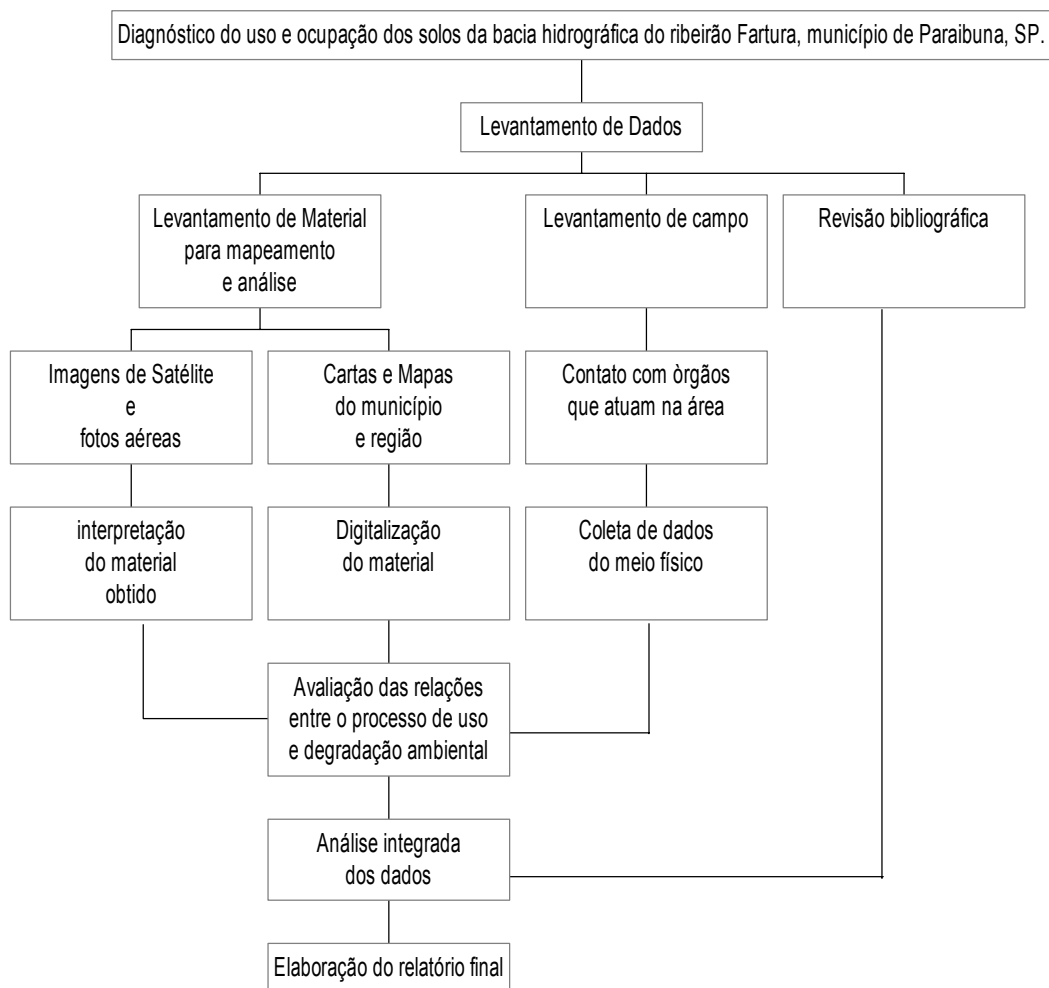 Diagnóstico do uso e ocupação dos solos da bacia hidrográfica do ribeirão Fartura, município de Paraibuna, SP.
Levantamento de Dados
Levantamento de Material
para mapeamento
e análise
Levantamento de campo
Revisão bibliográfica
Imagens de Satélite
e
fotos aéreas
Cartas e Mapas
do município
e região
Contato com òrgãos
que atuam na área
interpretação
do material
obtido
Digitalização
do material
Coleta de dados
do meio físico
Avaliação das relações
entre o processo de uso
e degradação ambiental
Análise integrada
dos dados
Elaboração do relatório final